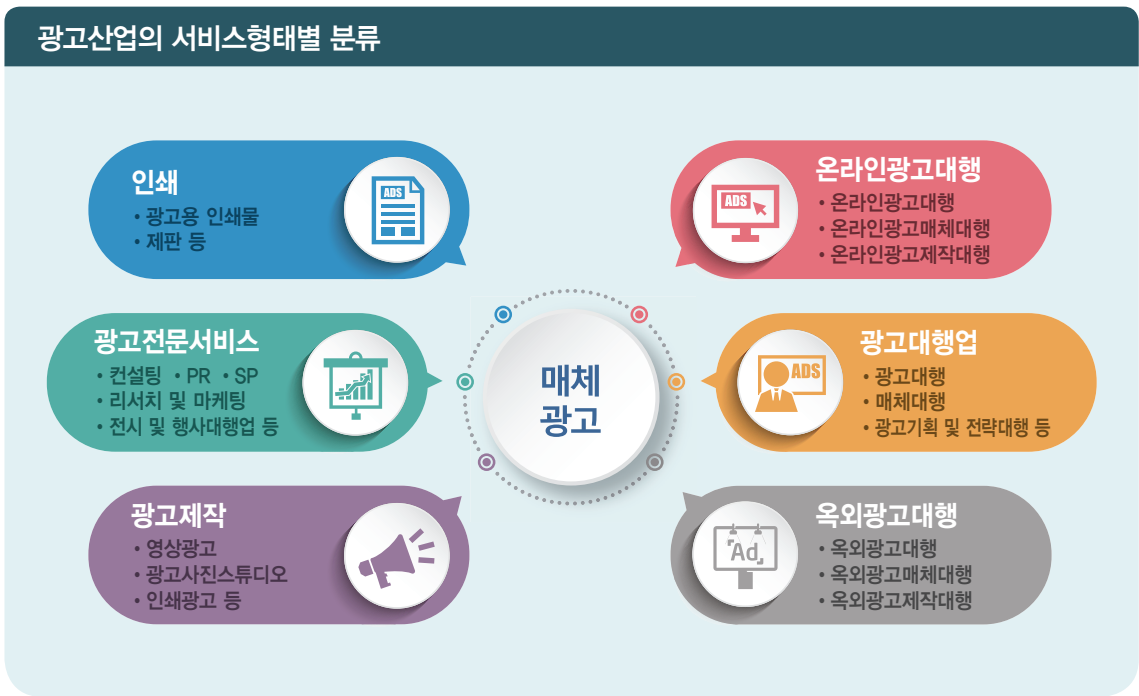 광고산업의 서비스형태별 분류
인쇄
• 광고용 인쇄물
• 제판 등
ADS
온라인광고대행
• 온라인광고대행
• 온라인광고매체대행
• 온라인광고제작대행
ADS
광고전문서비스
• 컨설팅 • PR • SP
• 리서치 및 마케팅
• 전시 및 행사대행업 등
매체
광고
광고대행업
• 광고대행
• 매체대행
• 광고기획 및 전략대행 등
ADS
광고제작
• 영상광고
• 광고사진스튜디오
• 인쇄광고 등
옥외광고대행
• 옥외광고대행
• 옥외광고매체대행
• 옥외광고제작대행
Ad